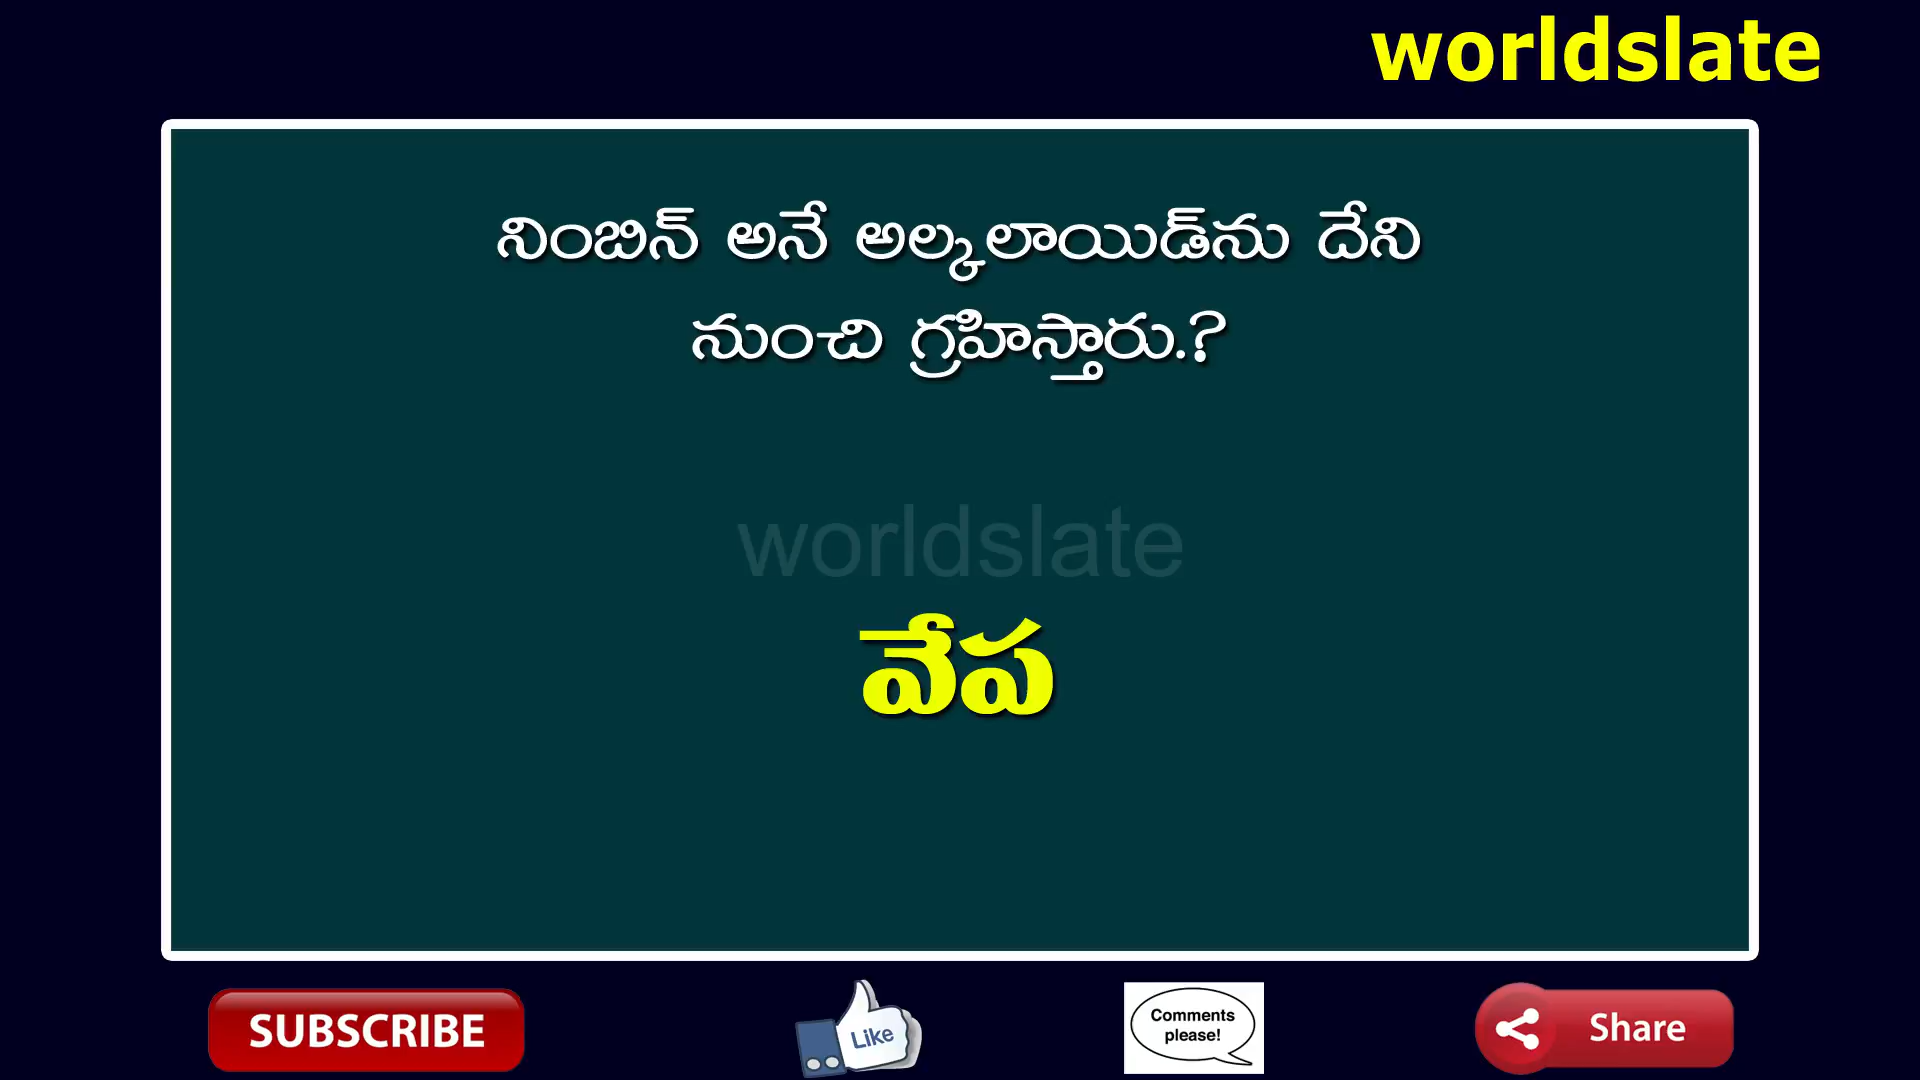 worldslate
నింబిన్ అనే అల్కలాయిడ్‌ను దేని
నుంచి గ్రహిస్తారు.?
worldslate
వేప
SUBSCRIBE
Like
Comments
please!
Share